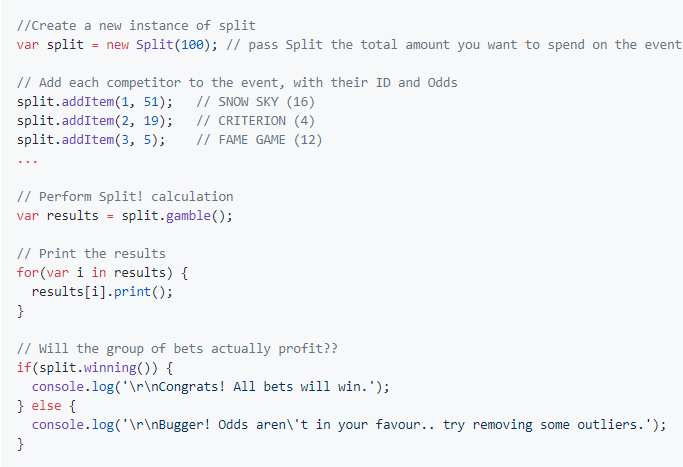 //Create a new instance of split
var split = new Split(100); // pass Split the total amount you want to spend on the event
// Add each competitor to the event, with their ID and Odds
split.addItem(1, 51);   // SNOW SKY (16)
split.addItem(2, 19);   // CRITERION (4)
split.addItem(3, 5);    // FAME GAME (12)
...
// Perform Split! calculation
var results = split.gamble();
// Print the results
for(var i in results) {
  results[i].print();
}
// Will the group of bets actually profit??
if(split.winning()) {
  console.log('\r\nCongrats! All bets will win.');
} else {
  console.log('\r\nBugger! Odds aren\'t in your favour.. try removing some outliers.');
}